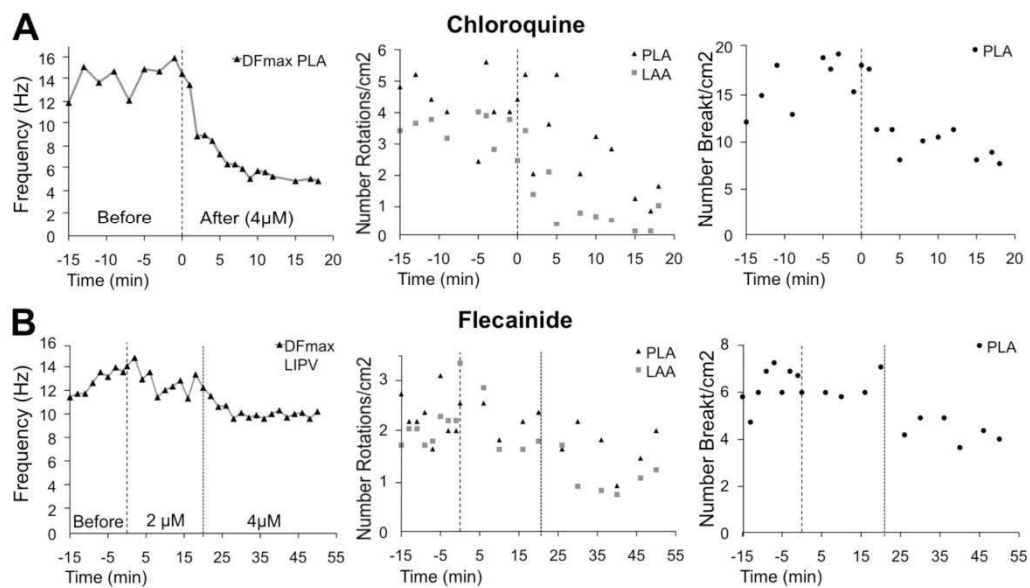 A
Chloroquine
Frequency (Hz)
16
14
12
10
8
6
4
2
0
DFmax PLA
Before
After (4µM)
-15 -10 -5 0 5 10 15 20
Time (min)
Number Rotations/cm2
6
5
4
3
2
1
0
PLA
LAA
-15 -10 -5 0 5 10 15 20
Time (min)
Number Breakt/cm2
20
15
10
5
0
PLA
-15 -10 -5 0 5 10 15 20
Time (min)
B
Flecainide
Frequency (Hz)
16
14
12
10
8
6
4
2
0
DFmax
LIPV
Before
2 µM
4µM
-15 -5 5 15 25 35 45 55
Time (min)
Number Rotations/cm2
3
2
1
0
PLA
LAA
-15 -5 5 15 25 35 45 55
Time (min)
Number Breakt/cm2
8
6
4
2
0
PLA
-15 -5 5 15 25 35 45 55
Time (min)